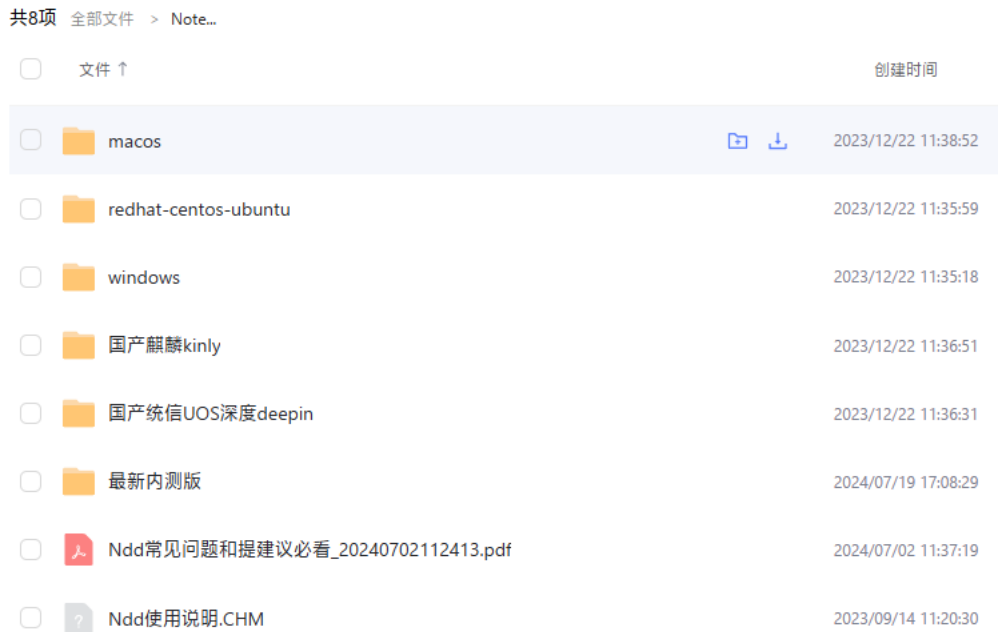 共8项 全部文件 > Note...
文件 ↑ 创建时间
macos 2023/12/22 11:38:52
redhat-centos-ubuntu 2023/12/22 11:35:59
windows 2023/12/22 11:35:18
国产麒麟kinly 2023/12/22 11:36:51
国产统信UOS深度deepin 2023/12/22 11:36:31
最新内测版 2024/07/19 17:08:29
Ndd常见问题和提建议必看_20240702112413.pdf 2024/07/02 11:37:19
Ndd使用说明.CHM 2023/09/14 11:20:30